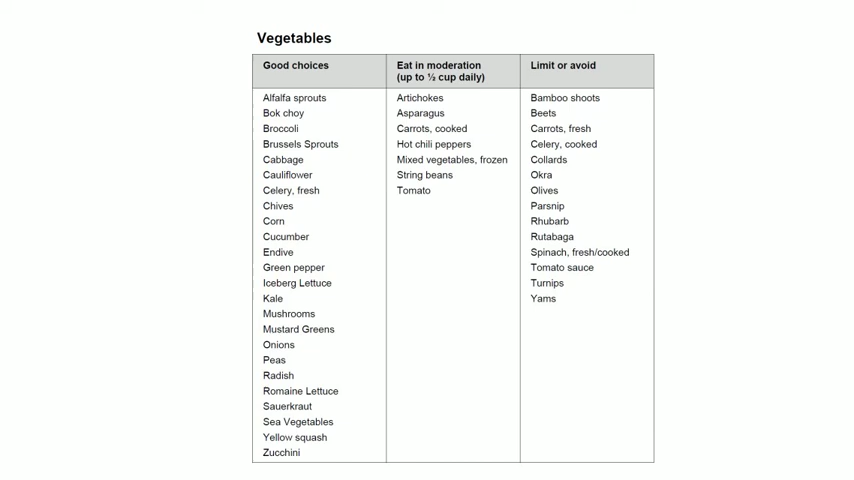 Vegetables
Good choices
Eat in moderation
(up to ½ cup daily)
Limit or avoid
Alfalfa sprouts
Bok choy
Broccoli
Brussels Sprouts
Cabbage
Cauliflower
Celery, fresh
Chives
Corn
Cucumber
Endive
Green pepper
Iceberg Lettuce
Kale
Mushrooms
Mustard Greens
Onions
Peas
Radish
Romaine Lettuce
Sauerkraut
Sea Vegetables
Yellow squash
Zucchini
Artichokes
Asparagus
Carrots, cooked
Hot chili peppers
Mixed vegetables, frozen
String beans
Tomato
Bamboo shoots
Beets
Carrots, fresh
Celery, cooked
Collards
Okra
Olives
Parsnip
Rhubarb
Rutabaga
Spinach, fresh/cooked
Tomato sauce
Turnips
Yams